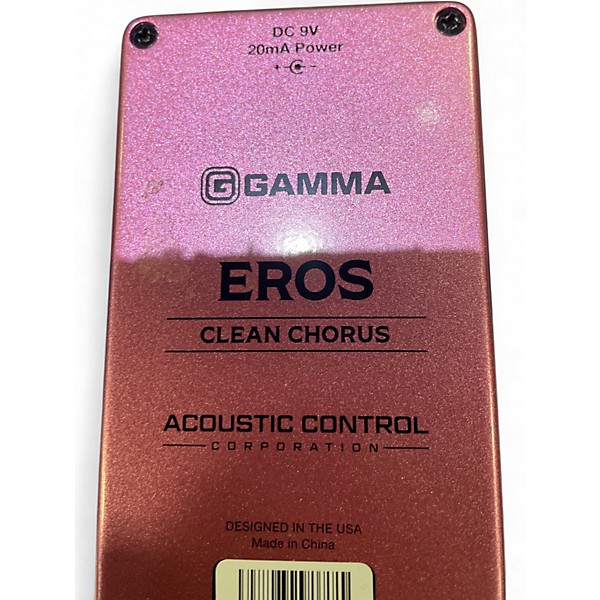 DC 9V
20mA Power
+ -
G GAMMA
EROS
CLEAN CHORUS
ACOUSTIC CONTROL
CORPORATION
DESIGNED IN THE USA
Made in China